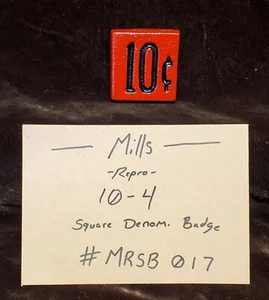 10¢
Mills
-Repro-
10-4
Square Denom. Badge
#MRSB 017